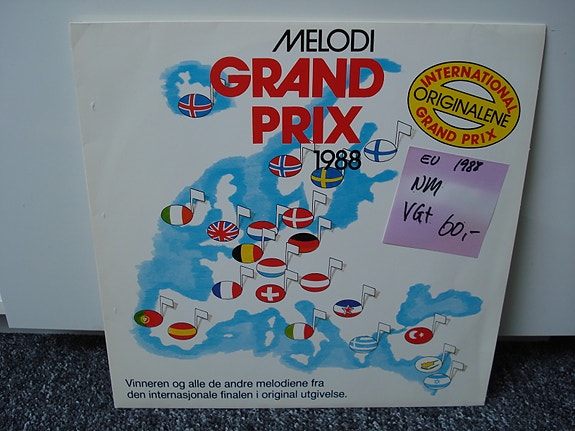 MELODI
GRAND
PRIX
1988
INTERNATIONAL
ORIGINALENE
GRAND PRIX
EU 1988
NM
VG+ 60,-
Vinneren og alle de andre melodiene fra
den internasjonale finalen i original utgivelse.